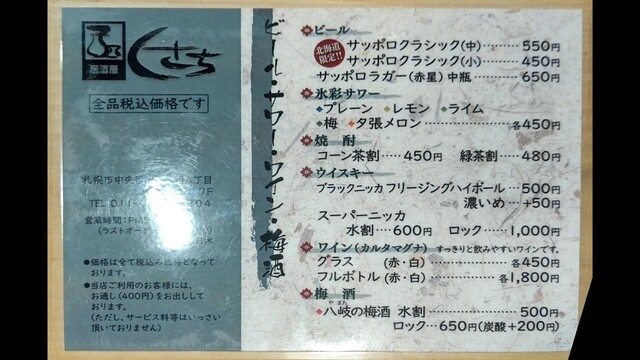 居酒屋
くさち
全品税込価格です
札幌市中央
7F
TEL 011
204
営業時間:PM
(ラストオー
●価格は全て税込み価格となって
おります。
●当店ご利用のお客様には、
お通し(400円)をお出しして
おります。
(ただし、サービス料等はいっさい
頂いておりません)
ビール・サワー・ワイン・梅酒
ビール
北海道限定!!
サッポロクラシック(中)………550円
サッポロクラシック(小)………450円
サッポロラガー(赤星)中瓶………650円
氷彩サワー
◆プレーン ◆レモン ◆ライム
◆梅 ◆夕張メロン………各450円
焼酎
コーン茶割……450円 緑茶割……480円
ウイスキー
ブラックニッカ フリージングハイボール……500円
濃いめ…+50円
スーパーニッカ
水割……600円 ロック……1,000円
ワイン(カルタマグナ) すっきりと飲みやすいワインです。
グラス (赤・白)………各450円
フルボトル(赤・白)………各1,800円
梅酒
◆八岐の梅酒 水割………500円
やまた
ロック…650円(炭酸+200円)